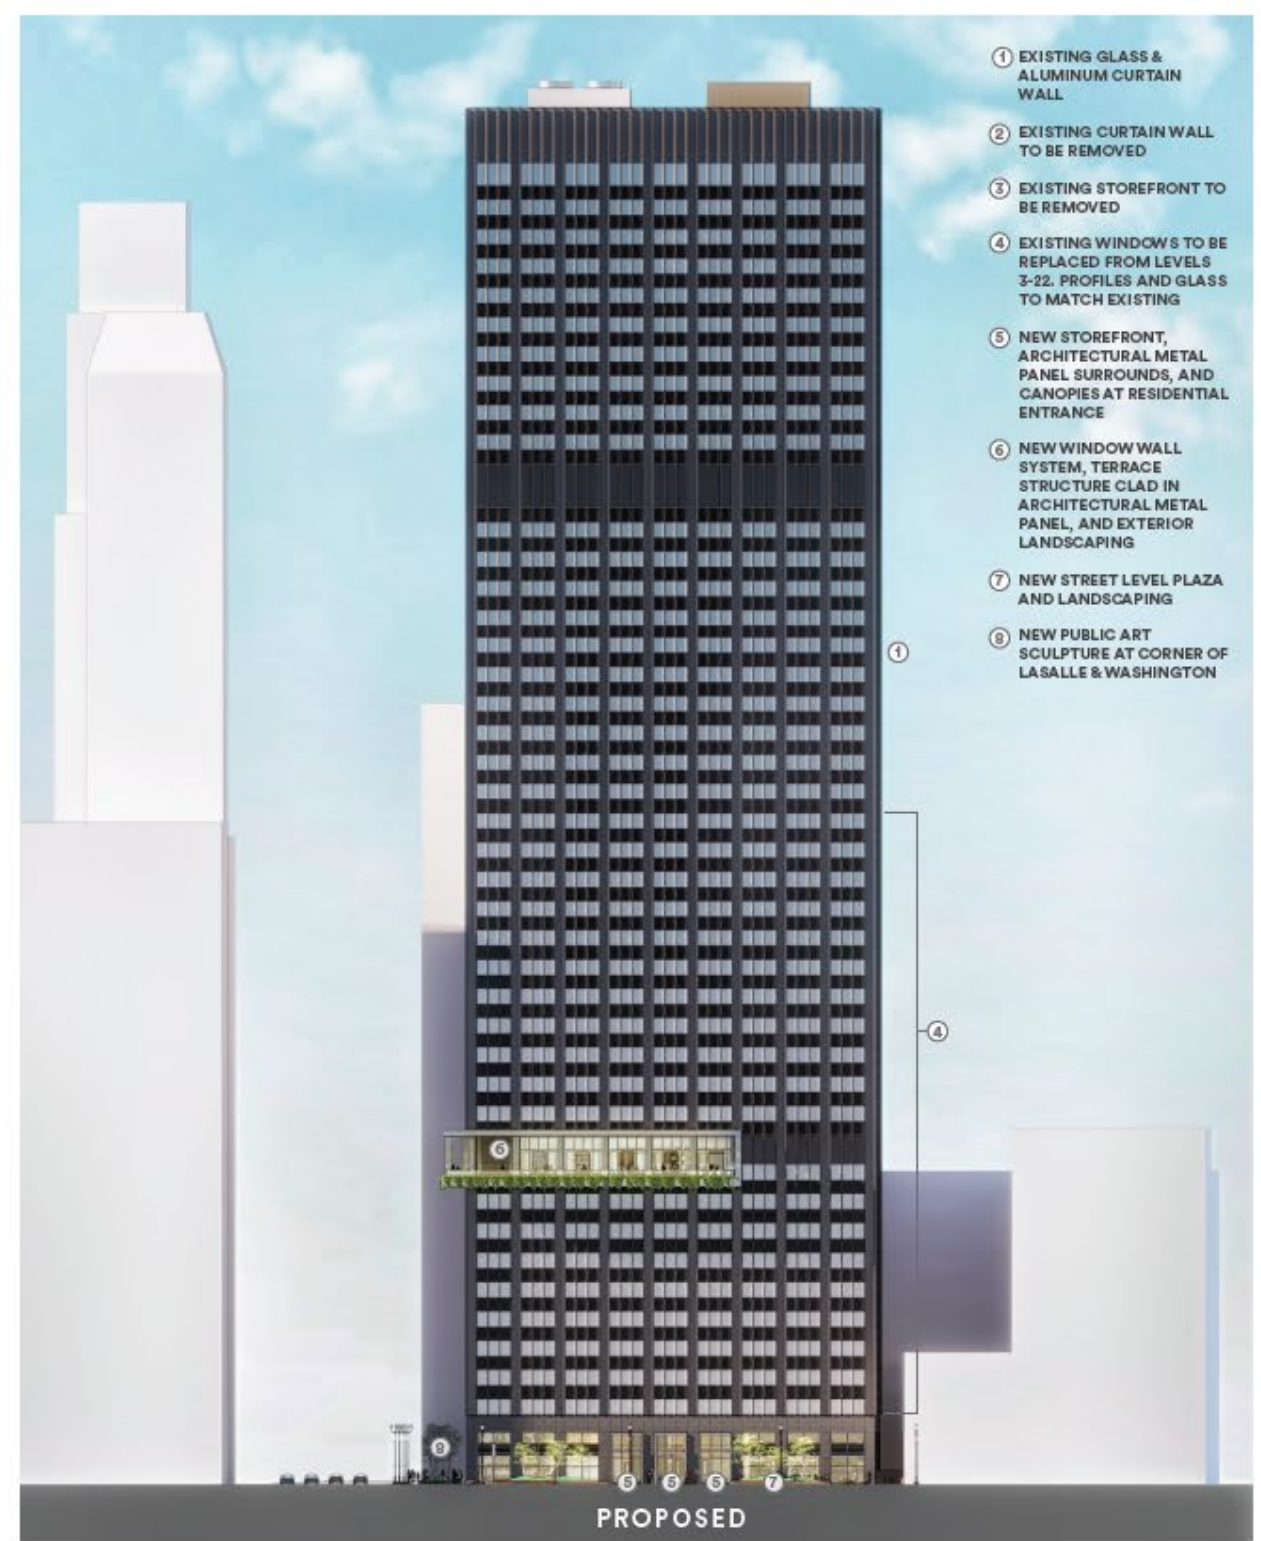 ① EXISTING GLASS &
ALUMINUM CURTAIN
WALL
② EXISTING CURTAIN WALL
TO BE REMOVED
③ EXISTING STOREFRONT TO
BE REMOVED
④ EXISTING WINDOWS TO BE
REPLACED FROM LEVELS
3-22. PROFILES AND GLASS
TO MATCH EXISTING
⑤ NEW STOREFRONT,
ARCHITECTURAL METAL
PANEL SURROUNDS, AND
CANOPIES AT RESIDENTIAL
ENTRANCE
⑥ NEW WINDOW WALL
SYSTEM, TERRACE
STRUCTURE CLAD IN
ARCHITECTURAL METAL
PANEL, AND EXTERIOR
LANDSCAPING
⑦ NEW STREET LEVEL PLAZA
AND LANDSCAPING
⑧ NEW PUBLIC ART
SCULPTURE AT CORNER OF
LASALLE & WASHINGTON
①
④
⑥
⑧
⑤ ⑤ ⑤ ⑦
PROPOSED